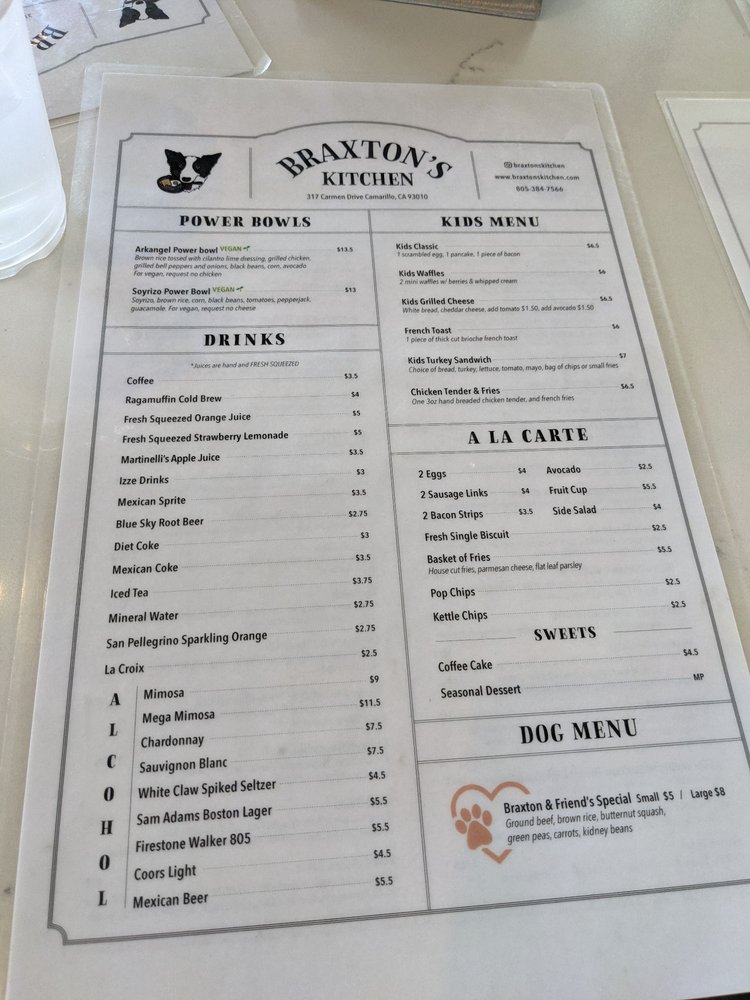 BRAXTON'S
KITCHEN
317 Carmen Drive Camarillo, CA 93010
braxtonskitchen
www.braxtonskitchen.com
805-384-7566
POWER BOWLS
Arkangel Power bowl VEGAN $13.5
Brown rice tossed with cilantro lime dressing, grilled chicken,
grilled bell peppers and onions, black beans, corn, avocado
For vegan, request no chicken
Soyrizo Power Bowl VEGAN $13
Soyrizo, brown rice, corn, black beans, tomatoes, pepperjack,
guacamole. For vegan, request no cheese
DRINKS
*Juices are hand and FRESH SQUEEZED
Coffee $3.5
Ragamuffin Cold Brew $4
Fresh Squeezed Orange Juice $5
Fresh Squeezed Strawberry Lemonade $5
Martinelli's Apple Juice $3.5
Izze Drinks $3
Mexican Sprite $3.5
Blue Sky Root Beer $2.75
Diet Coke $3
Mexican Coke $3.5
Iced Tea $3.75
Mineral Water $2.75
San Pellegrino Sparkling Orange $2.75
La Croix $2.5
ALCOHOL
Mimosa $9
Mega Mimosa $11.5
Chardonnay $7.5
Sauvignon Blanc $7.5
White Claw Spiked Seltzer $4.5
Sam Adams Boston Lager $5.5
Firestone Walker 805 $5.5
Coors Light $4.5
Mexican Beer $5.5
KIDS MENU
Kids Classic $6.5
1 scrambled egg, 1 pancake, 1 piece of bacon
Kids Waffles $6
2 mini waffles w/ berries & whipped cream
Kids Grilled Cheese $6.5
White bread, cheddar cheese, add tomato $1.50, add avocado $1.50
French Toast $6
1 piece of thick cut brioche french toast
Kids Turkey Sandwich $7
Choice of bread, turkey, lettuce, tomato, mayo, bag of chips or small fries
Chicken Tender & Fries $6.5
One 3oz hand breaded chicken tender, and french fries
A LA CARTE
2 Eggs $4 Avocado $2.5
2 Sausage Links $4 Fruit Cup $5.5
2 Bacon Strips $3.5 Side Salad $4
Fresh Single Biscuit $2.5
Basket of Fries $5.5
House cut fries, parmesan cheese, flat leaf parsley
Pop Chips $2.5
Kettle Chips $2.5
SWEETS
Coffee Cake $4.5
Seasonal Dessert MP
DOG MENU
Braxton & Friend's Special Small $5 / Large $8
Ground beef, brown rice, butternut squash,
green peas, carrots, kidney beans